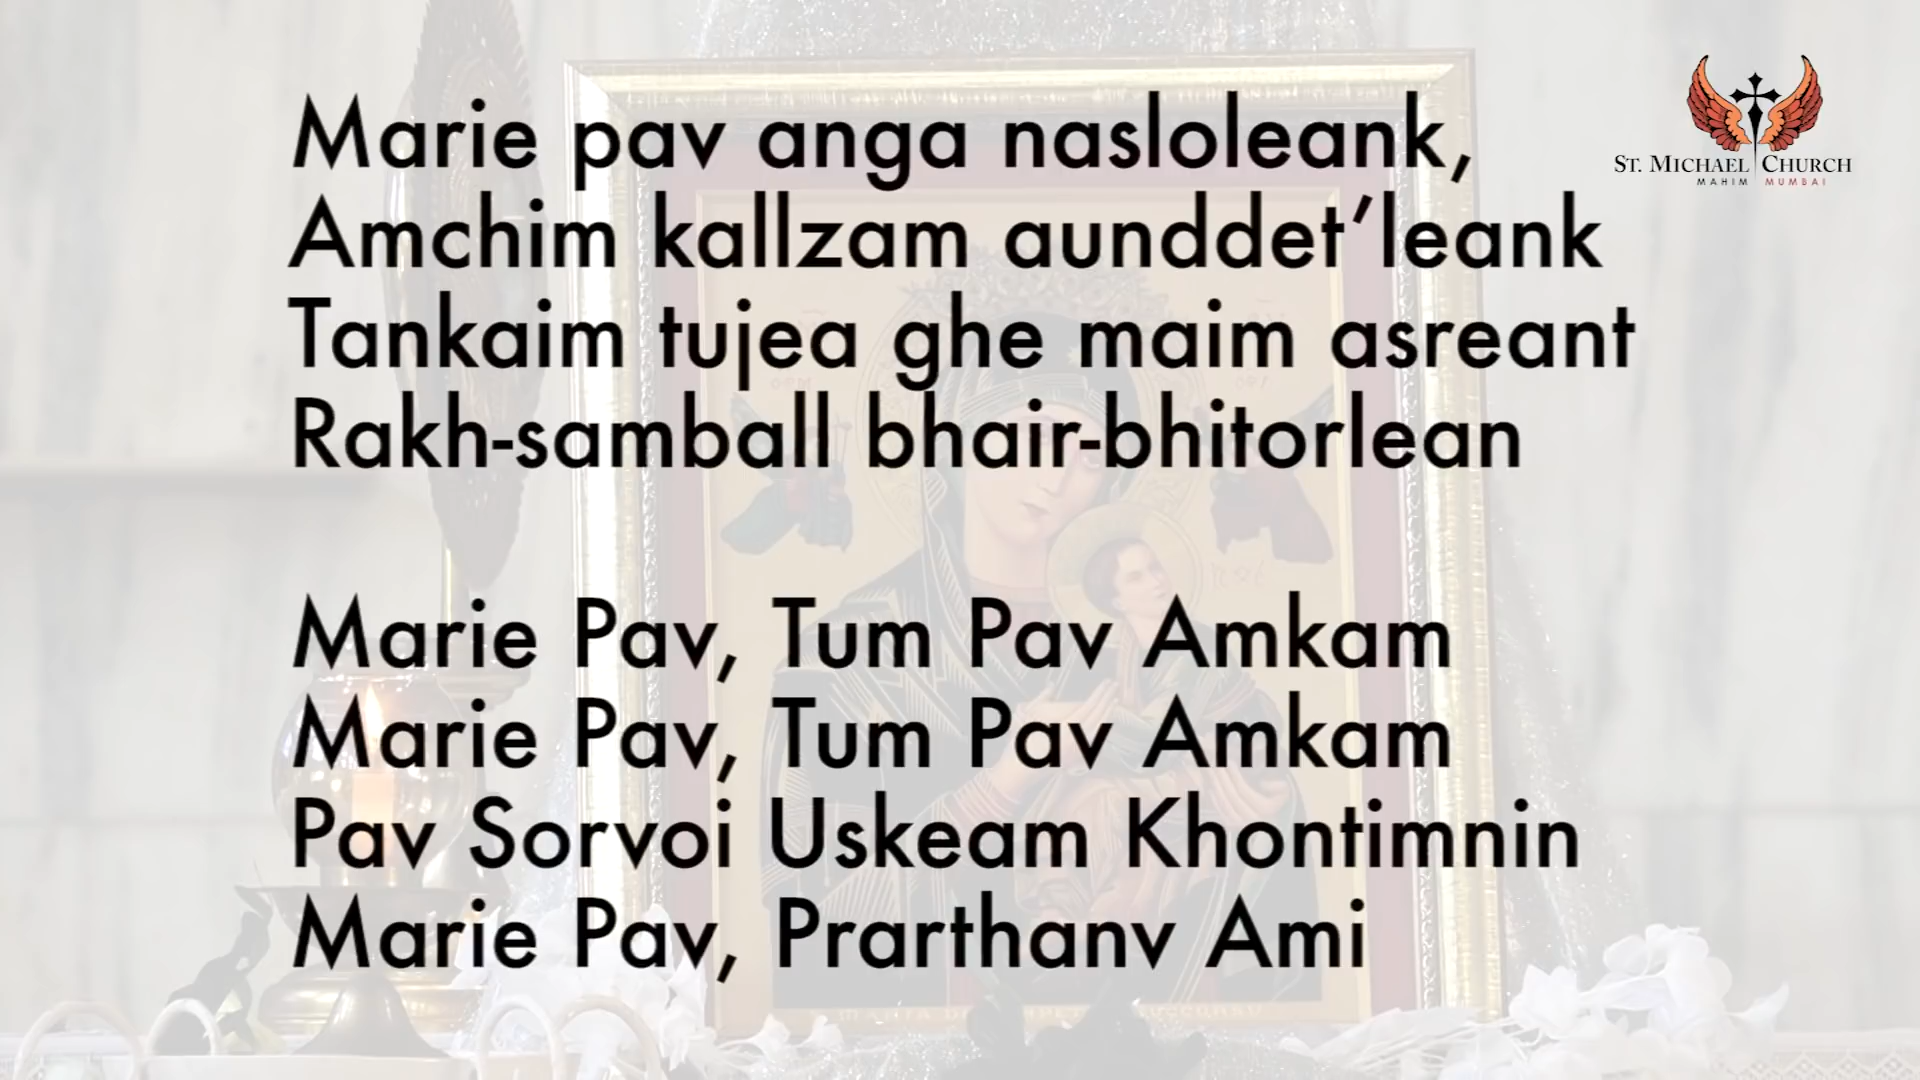 Marie pav anga nasloleank,
Amchim kallzam aunddet’leank
Tankaim tujea ghe maim asreant
Rakh-samball bhair-bhitorlean
Marie Pav, Tum Pav Amkam
Marie Pav, Tum Pav Amkam
Pav Sorvoi Uskeam Khontimnin
Marie Pav, Prarthanv Ami
ST. MICHAEL CHURCH
MAHIM MUMBAI